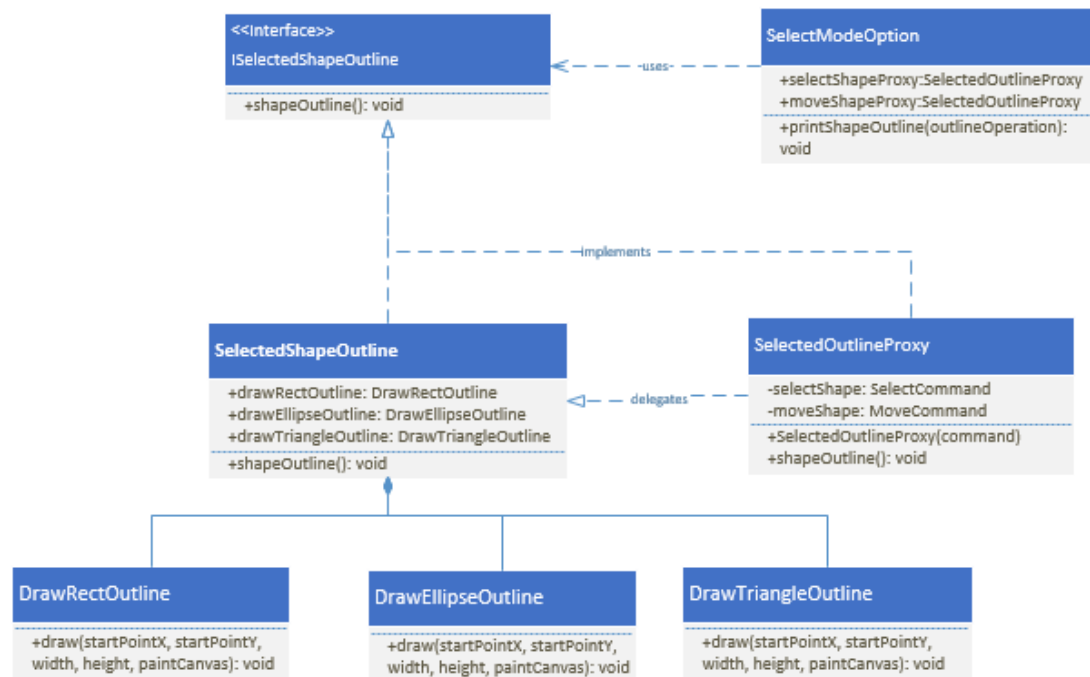 <<Interface>>
ISelectedShapeOutline
+shapeOutline(): void
SelectModeOption
+selectShapeProxy:SelectedOutlineProxy
+moveShapeProxy:SelectedOutlineProxy
+printShapeOutline(outlineOperation):
void
uses
implements
SelectedShapeOutline
+drawRectOutline: DrawRectOutline
+drawEllipseOutline: DrawEllipseOutline
+drawTriangleOutline: DrawTriangleOutline
+shapeOutline(): void
delegates
SelectedOutlineProxy
-selectShape: SelectCommand
-moveShape: MoveCommand
+SelectedOutlineProxy(command)
+shapeOutline(): void
DrawRectOutline
+draw(startPointX, startPointY,
width, height, paintCanvas): void
DrawEllipseOutline
+draw(startPointX, startPointY,
width, height, paintCanvas): void
DrawTriangleOutline
+draw(startPointX, startPointY,
width, height, paintCanvas): void